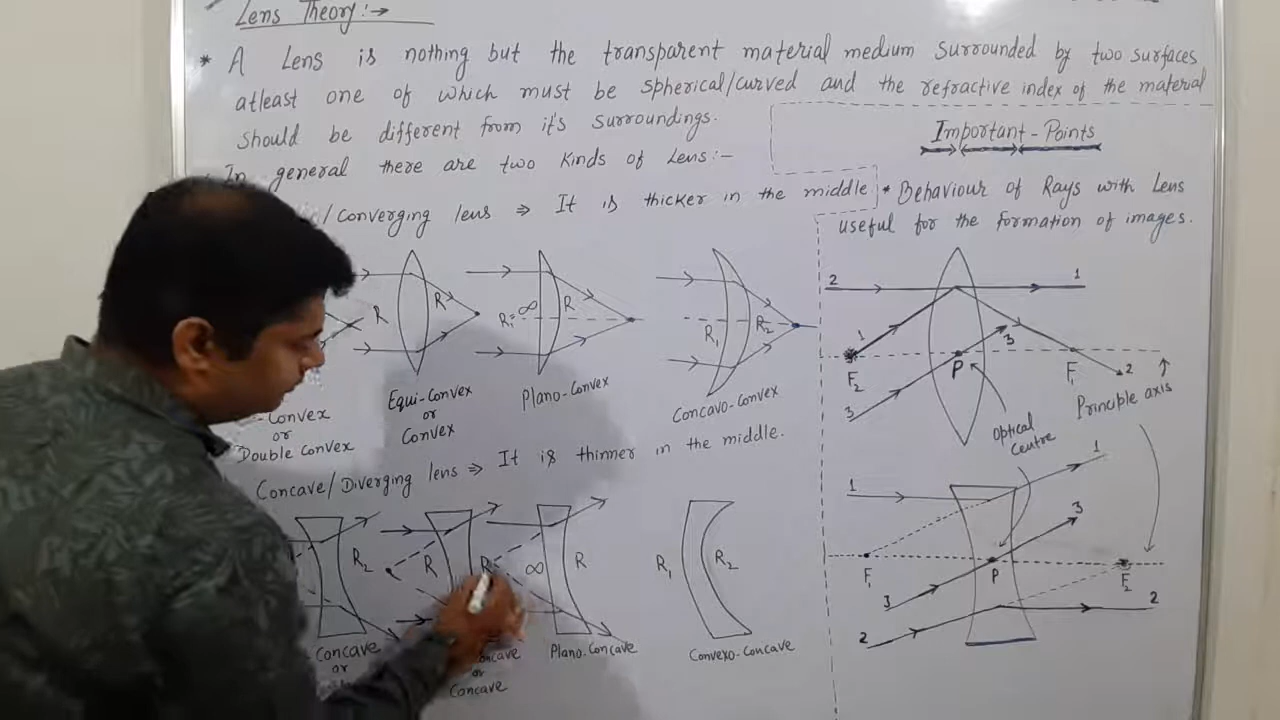 Lens Theory:→
* A Lens is nothing but the transparent material medium surrounded by two surfaces
atleast one of which must be spherical/curved and the refractive index of the material
should be different from it's surroundings.
In general there are two kinds of Lens:-
/Converging lens ⇒ It is thicker in the middle
R R
R₁=∞ R
R₁ R₂
-Convex
or
Double Convex
Equi-Convex
or
Convex
Plano-Convex
Concavo-Convex
Concave/Diverging lens ⇒ It is thinner in the middle.
R₂
R R
∞ R
R₁ R₂
Concave
or
Concave
Concave
Plano-Concave
Convexo-Concave
Important-Points
* Behaviour of Rays with Lens
useful for the formation of images.
2 1
1 3
F₂ P F₁ 2
3
Principle axis
Optical
Centre
1 1
3
F₁ P F₂
3 2
2